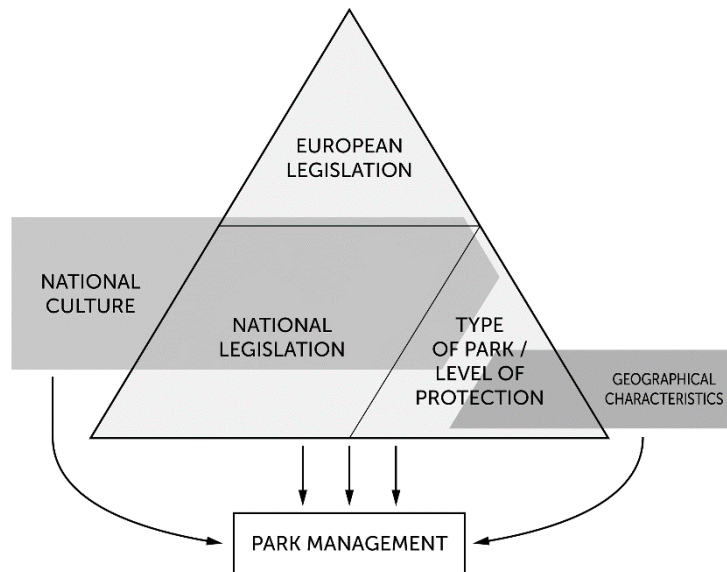 EUROPEAN
LEGISLATION
NATIONAL
CULTURE
NATIONAL
LEGISLATION
TYPE
OF PARK /
LEVEL OF
PROTECTION
GEOGRAPHICAL
CHARACTERISTICS
PARK MANAGEMENT